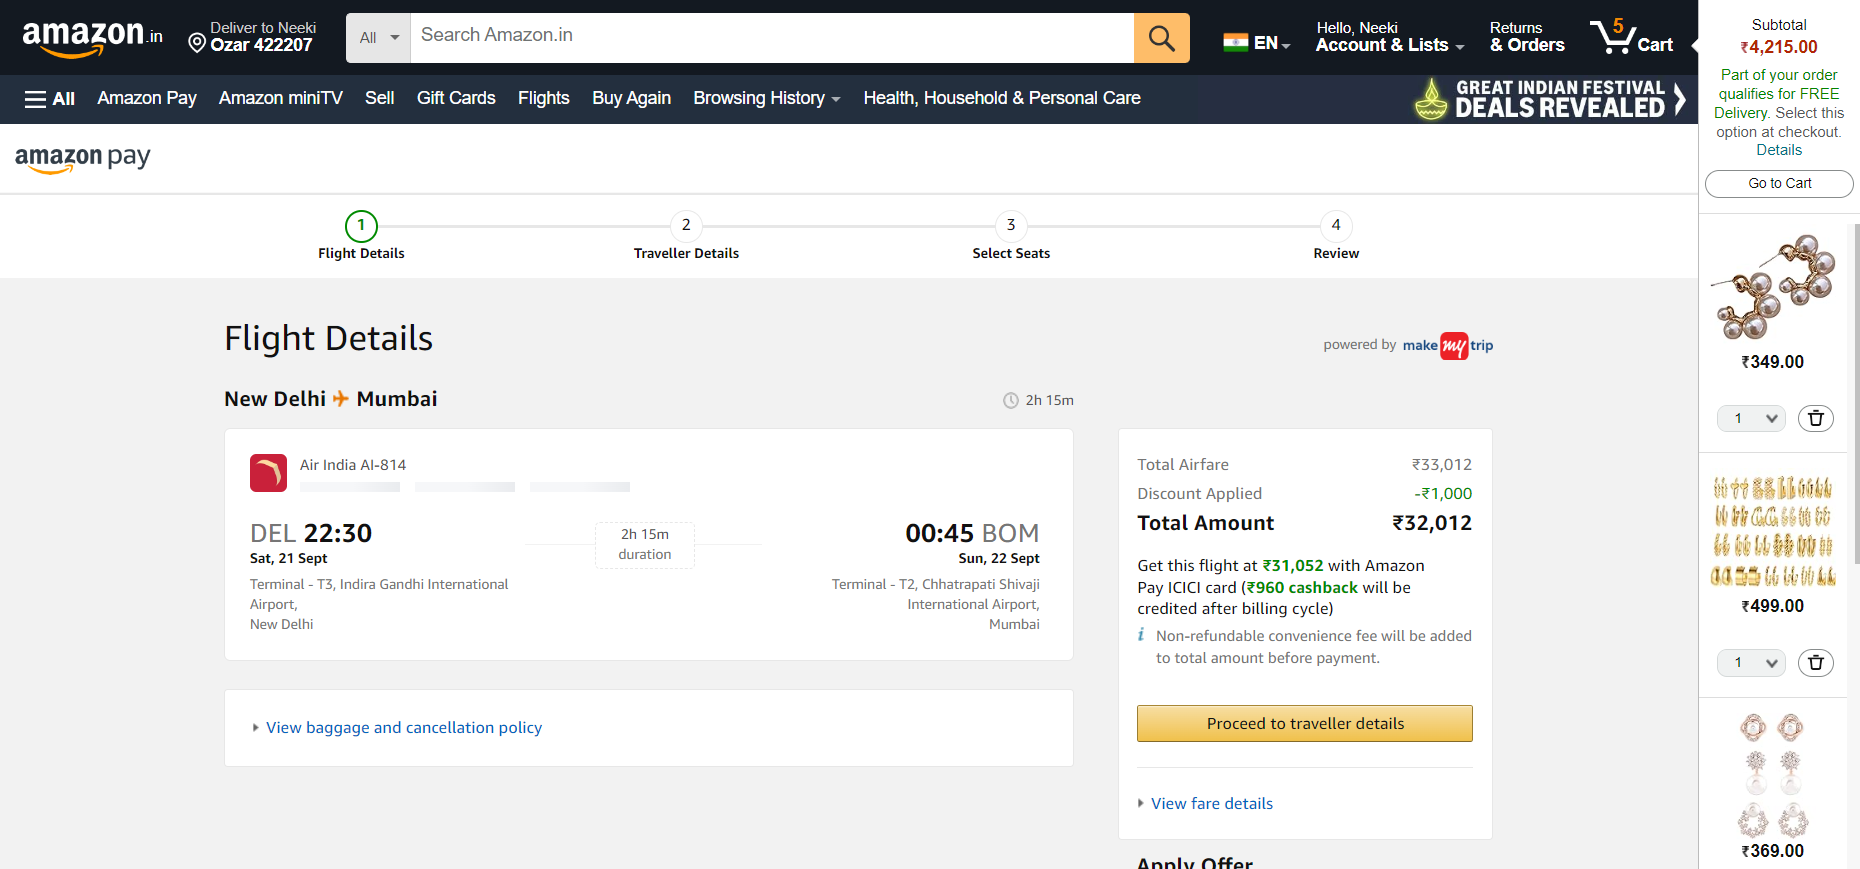 amazon.in
Deliver to Neeki
Ozar 422207
All
Search Amazon.in
EN
Hello, Neeki
Account & Lists
Returns
& Orders
5
Cart
All
Amazon Pay
Amazon miniTV
Sell
Gift Cards
Flights
Buy Again
Browsing History
Health, Household & Personal Care
GREAT INDIAN FESTIVAL
DEALS REVEALED
Subtotal
₹4,215.00
Part of your order
qualifies for FREE
Delivery. Select this
option at checkout.
Details
Go to Cart
amazon pay
1
Flight Details
2
Traveller Details
3
Select Seats
4
Review
Flight Details
powered by make my trip
New Delhi Mumbai
2h 15m
Air India AI-814
DEL 22:30
Sat, 21 Sept
Terminal - T3, Indira Gandhi International
Airport,
New Delhi
2h 15m
duration
00:45 BOM
Sun, 22 Sept
Terminal - T2, Chhatrapati Shivaji
International Airport,
Mumbai
View baggage and cancellation policy
Total Airfare ₹33,012
Discount Applied -₹1,000
Total Amount ₹32,012
Get this flight at ₹31,052 with Amazon
Pay ICICI card (₹960 cashback will be
credited after billing cycle)
i Non-refundable convenience fee will be added
to total amount before payment.
Proceed to traveller details
View fare details
Apply Offer
₹349.00
1
₹499.00
1
₹369.00